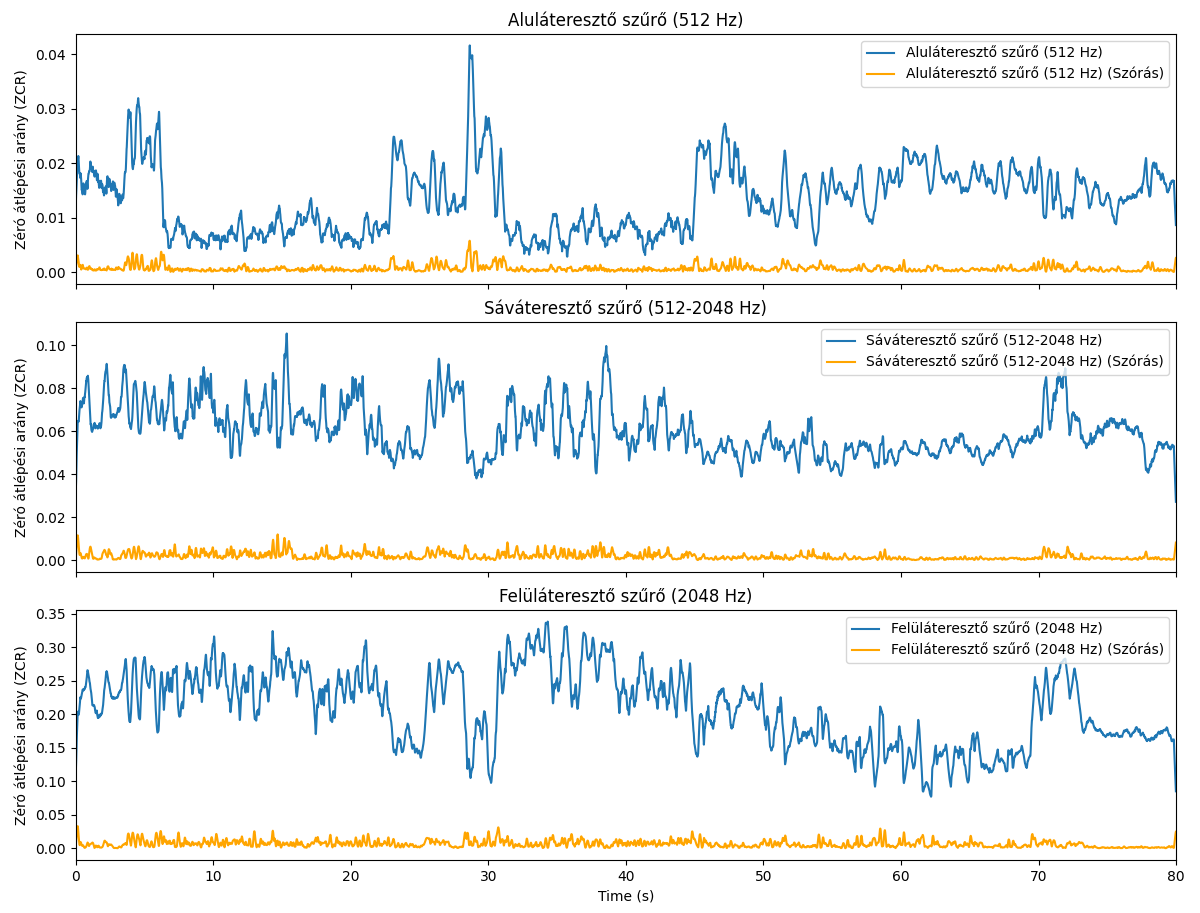 Aluláteresztő szűrő (512 Hz)
Zéró átlépési arány (ZCR)
0.04
0.03
0.02
0.01
0.00
Aluláteresztő szűrő (512 Hz)
Aluláteresztő szűrő (512 Hz) (Szórás)
Sáváteresztő szűrő (512-2048 Hz)
Zéró átlépési arány (ZCR)
0.10
0.08
0.06
0.04
0.02
0.00
Sáváteresztő szűrő (512-2048 Hz)
Sáváteresztő szűrő (512-2048 Hz) (Szórás)
Felüláteresztő szűrő (2048 Hz)
Zéró átlépési arány (ZCR)
0.35
0.30
0.25
0.20
0.15
0.10
0.05
0.00
Felüláteresztő szűrő (2048 Hz)
Felüláteresztő szűrő (2048 Hz) (Szórás)
0 10 20 30 40 50 60 70 80
Time (s)